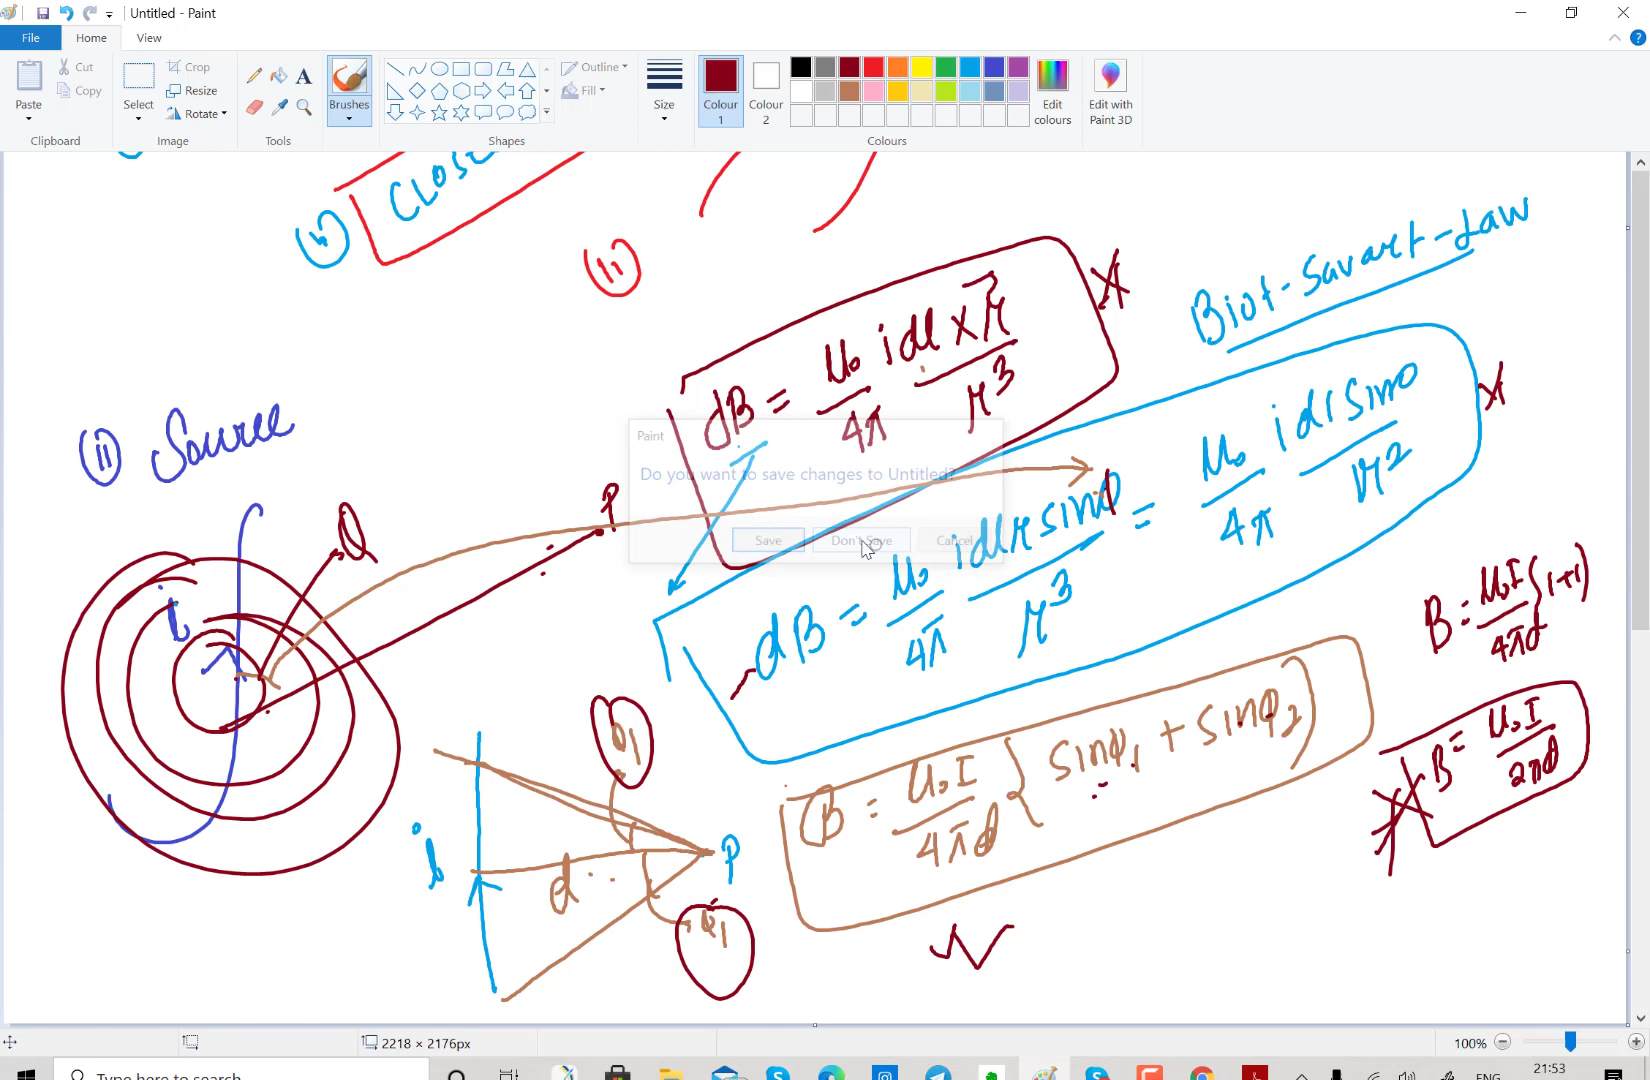 Untitled - Paint
File Home View
Paste
Cut
Copy
Clipboard
Select
Crop
Resize
Rotate
Image
Tools
Brushes
Shapes
Outline
Fill
Size
Colour 1
Colour 2
Edit colours
Colours
Edit with Paint 3D
(ii)
Biot-Savart-Law
dB = μ₀/4π idl×r⃗/r³
(ii) Source
P
Q
i
dB = μ₀/4π idlr sinθ/r³ = μ₀/4π idl sinθ/r²
Paint
Do you want to save changes to Untitled?
Save Don't Save Cancel
B = μ₀I/4πd {sinφ₁ + sinφ₂}
B = μ₀I/4πd (1+1)
B = μ₀I/2πd
i
d
P
2218 × 2176px
100%
Type here to search
ENG
21:53